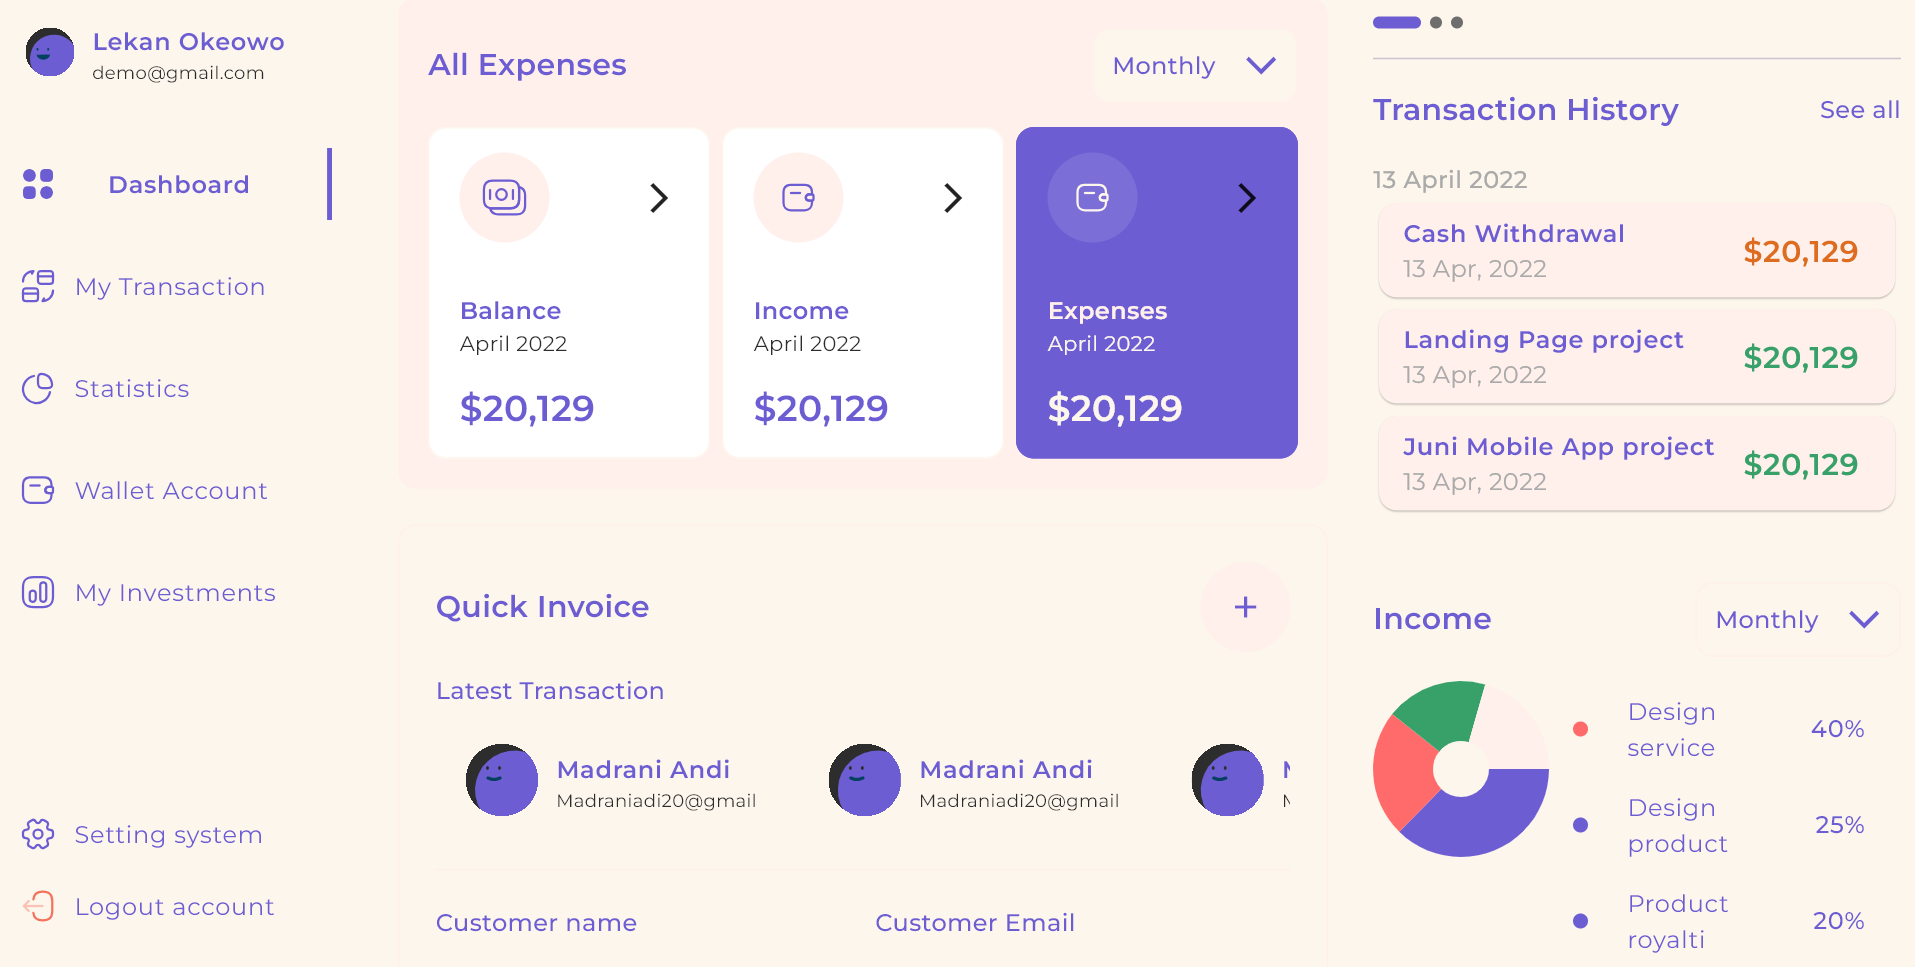 Lekan Okeowo
demo@gmail.com
Dashboard
My Transaction
Statistics
Wallet Account
My Investments
Setting system
Logout account
All Expenses
Monthly
Balance
April 2022
$20,129
Income
April 2022
$20,129
Expenses
April 2022
$20,129
Quick Invoice
Latest Transaction
Madrani Andi
Madraniadi20@gmail
Madrani Andi
Madraniadi20@gmail
Customer name
Customer Email
Transaction History
See all
13 April 2022
Cash Withdrawal
13 Apr, 2022
$20,129
Landing Page project
13 Apr, 2022
$20,129
Juni Mobile App project
13 Apr, 2022
$20,129
Income
Monthly
Design
service
40%
Design
product
25%
Product
royalti
20%